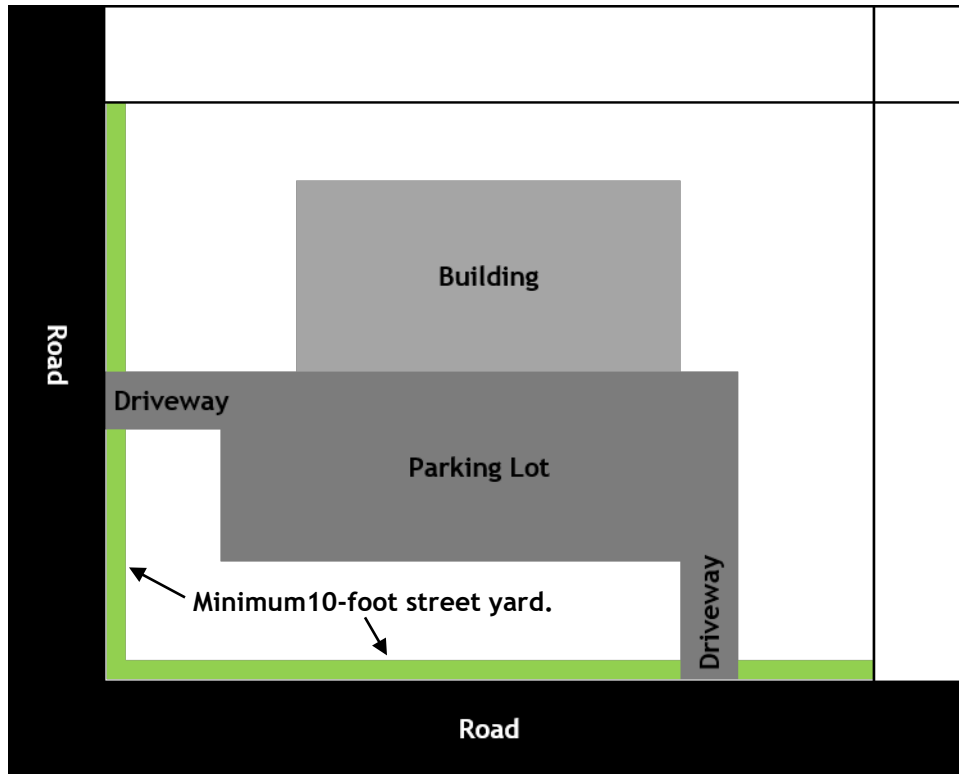 Building
Road
Driveway
Parking Lot
Minimum10-foot street yard.
Driveway
Road